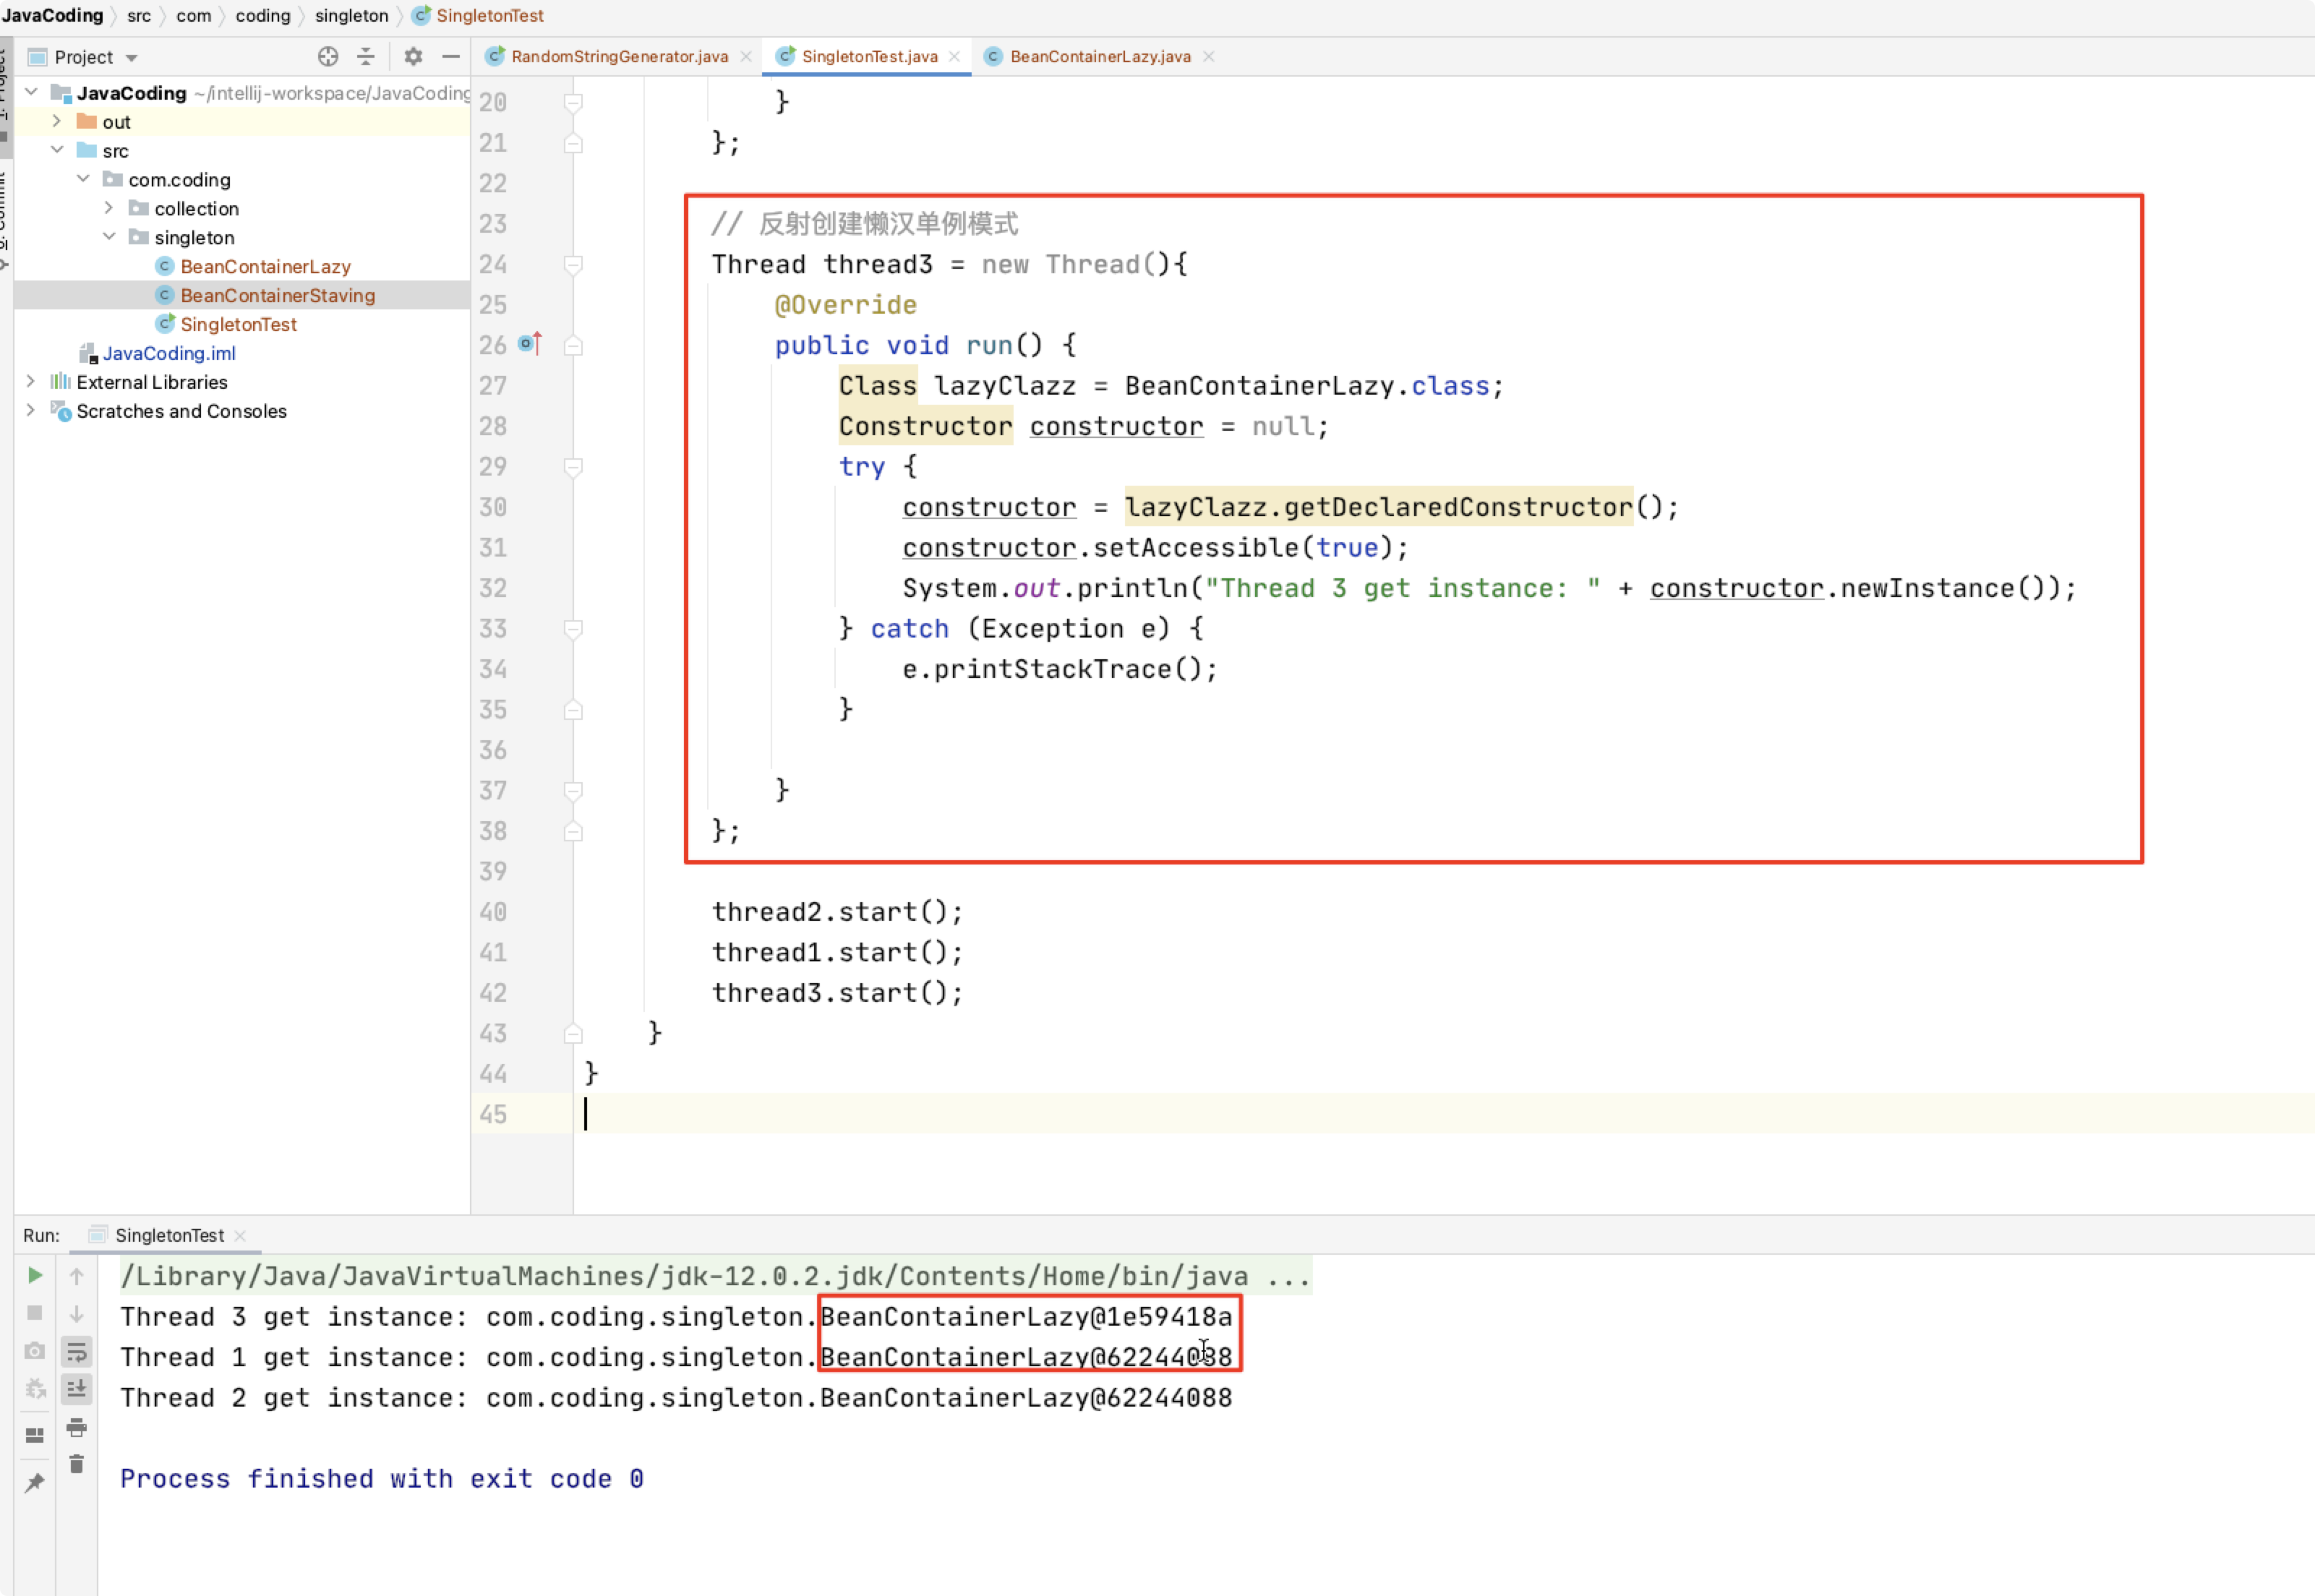 JavaCoding src com coding singleton SingletonTest
Project
RandomStringGenerator.java SingletonTest.java BeanContainerLazy.java
JavaCoding ~/intellij-workspace/JavaCoding
out
src
com.coding
collection
singleton
BeanContainerLazy
BeanContainerStaving
SingletonTest
JavaCoding.iml
External Libraries
Scratches and Consoles
20 }
21 };
22
23 // 反射创建懒汉单例模式
24 Thread thread3 = new Thread(){
25 @Override
26 public void run() {
27 Class lazyClazz = BeanContainerLazy.class;
28 Constructor constructor = null;
29 try {
30 constructor = lazyClazz.getDeclaredConstructor();
31 constructor.setAccessible(true);
32 System.out.println("Thread 3 get instance: " + constructor.newInstance());
33 } catch (Exception e) {
34 e.printStackTrace();
35 }
36
37 }
38 };
39
40 thread2.start();
41 thread1.start();
42 thread3.start();
43 }
44 }
45
Run: SingletonTest
/Library/Java/JavaVirtualMachines/jdk-12.0.2.jdk/Contents/Home/bin/java ...
Thread 3 get instance: com.coding.singleton.BeanContainerLazy@1e59418a
Thread 1 get instance: com.coding.singleton.BeanContainerLazy@62244088
Thread 2 get instance: com.coding.singleton.BeanContainerLazy@62244088
Process finished with exit code 0